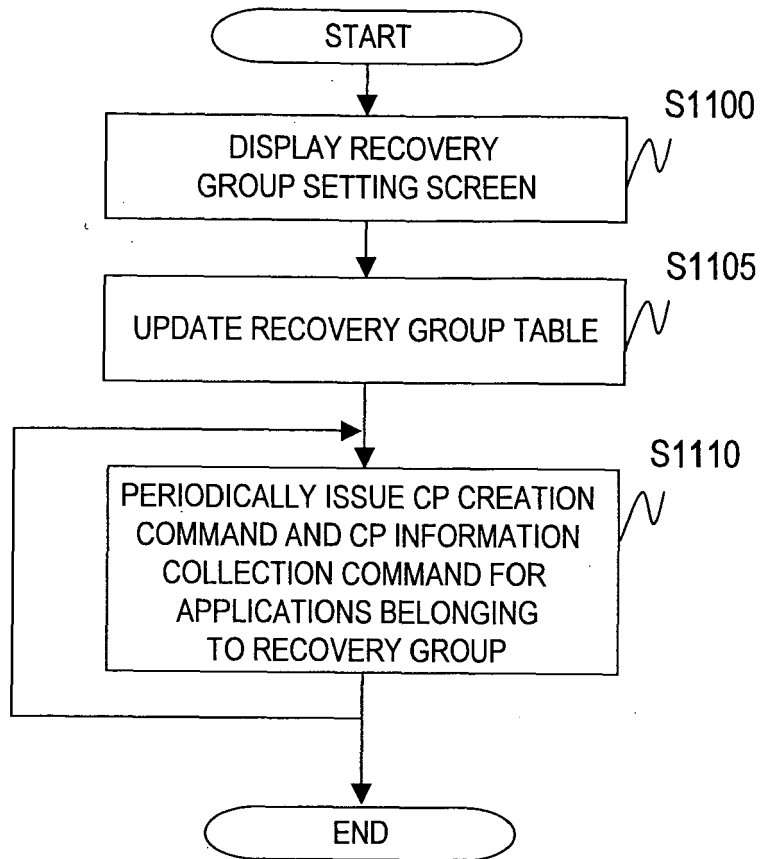 START
S1100
DISPLAY RECOVERY
GROUP SETTING SCREEN
S1105
UPDATE RECOVERY GROUP TABLE
S1110
PERIODICALLY ISSUE CP CREATION
COMMAND AND CP INFORMATION
COLLECTION COMMAND FOR
APPLICATIONS BELONGING
TO RECOVERY GROUP
END